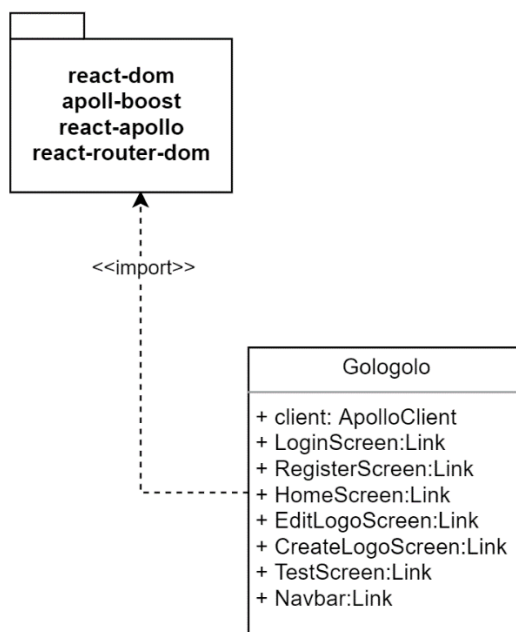 react-dom
apoll-boost
react-apollo
react-router-dom
<<import>>
Gologolo
+ client: ApolloClient
+ LoginScreen:Link
+ RegisterScreen:Link
+ HomeScreen:Link
+ EditLogoScreen:Link
+ CreateLogoScreen:Link
+ TestScreen:Link
+ Navbar:Link